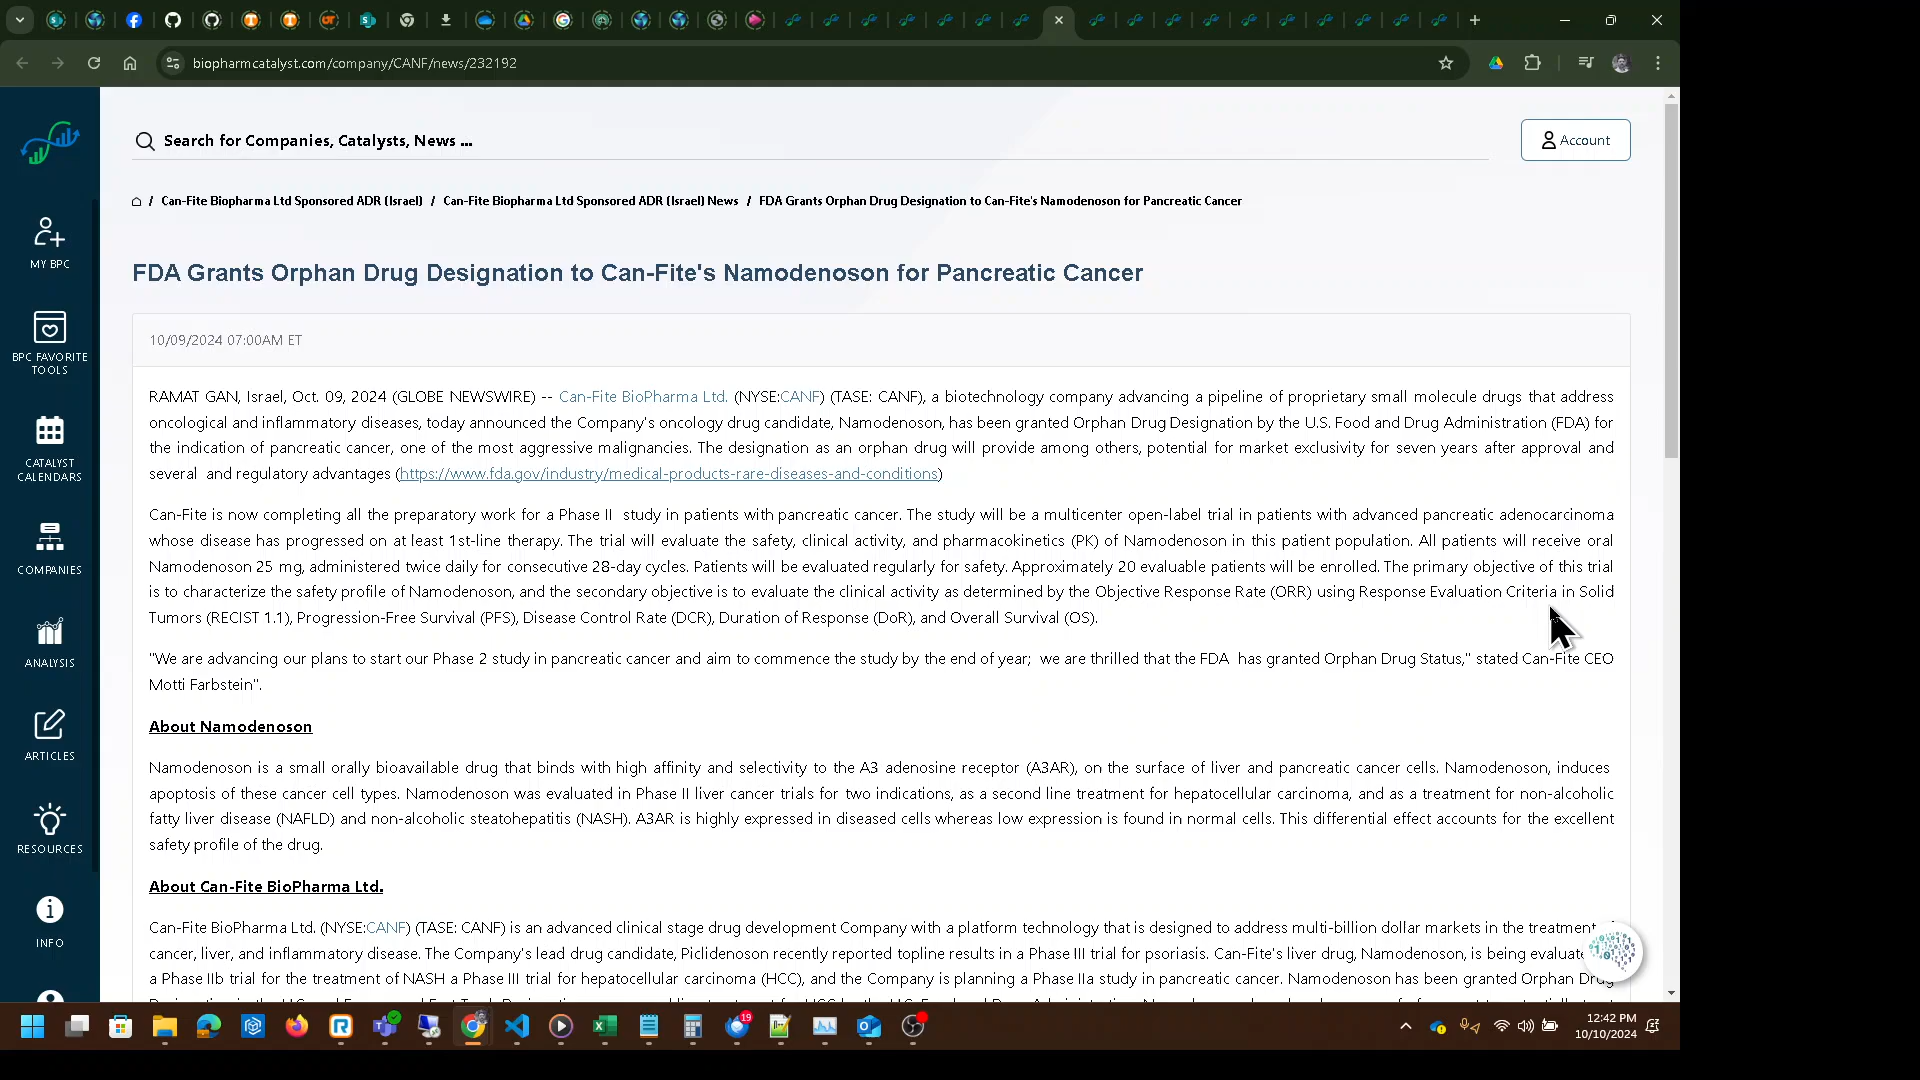 biopharmcatalyst.com/company/CANF/news/232192
Search for Companies, Catalysts, News ...
Account
/ Can-Fite Biopharma Ltd Sponsored ADR (Israel) / Can-Fite Biopharma Ltd Sponsored ADR (Israel) News / FDA Grants Orphan Drug Designation to Can-Fite's Namodenoson for Pancreatic Cancer
MY BPC
BPC FAVORITE
TOOLS
CATALYST
CALENDARS
COMPANIES
ANALYSIS
ARTICLES
RESOURCES
INFO
FDA Grants Orphan Drug Designation to Can-Fite's Namodenoson for Pancreatic Cancer
10/09/2024 07:00AM ET
RAMAT GAN, Israel, Oct. 09, 2024 (GLOBE NEWSWIRE) -- Can-Fite BioPharma Ltd. (NYSE:CANF) (TASE: CANF), a biotechnology company advancing a pipeline of proprietary small molecule drugs that address
oncological and inflammatory diseases, today announced the Company's oncology drug candidate, Namodenoson, has been granted Orphan Drug Designation by the U.S. Food and Drug Administration (FDA) for
the indication of pancreatic cancer, one of the most aggressive malignancies. The designation as an orphan drug will provide among others, potential for market exclusivity for seven years after approval and
several and regulatory advantages (https://www.fda.gov/industry/medical-products-rare-diseases-and-conditions)
Can-Fite is now completing all the preparatory work for a Phase II study in patients with pancreatic cancer. The study will be a multicenter open-label trial in patients with advanced pancreatic adenocarcinoma
whose disease has progressed on at least 1st-line therapy. The trial will evaluate the safety, clinical activity, and pharmacokinetics (PK) of Namodenoson in this patient population. All patients will receive oral
Namodenoson 25 mg, administered twice daily for consecutive 28-day cycles. Patients will be evaluated regularly for safety. Approximately 20 evaluable patients will be enrolled. The primary objective of this trial
is to characterize the safety profile of Namodenoson, and the secondary objective is to evaluate the clinical activity as determined by the Objective Response Rate (ORR) using Response Evaluation Criteria in Solid
Tumors (RECIST 1.1), Progression-Free Survival (PFS), Disease Control Rate (DCR), Duration of Response (DoR), and Overall Survival (OS).
"We are advancing our plans to start our Phase 2 study in pancreatic cancer and aim to commence the study by the end of year; we are thrilled that the FDA has granted Orphan Drug Status," stated Can-Fite CEO
Motti Farbstein".
About Namodenoson
Namodenoson is a small orally bioavailable drug that binds with high affinity and selectivity to the A3 adenosine receptor (A3AR), on the surface of liver and pancreatic cancer cells. Namodenoson, induces
apoptosis of these cancer cell types. Namodenoson was evaluated in Phase II liver cancer trials for two indications, as a second line treatment for hepatocellular carcinoma, and as a treatment for non-alcoholic
fatty liver disease (NAFLD) and non-alcoholic steatohepatitis (NASH). A3AR is highly expressed in diseased cells whereas low expression is found in normal cells. This differential effect accounts for the excellent
safety profile of the drug.
About Can-Fite BioPharma Ltd.
Can-Fite BioPharma Ltd. (NYSE:CANF) (TASE: CANF) is an advanced clinical stage drug development Company with a platform technology that is designed to address multi-billion dollar markets in the treatment
cancer, liver, and inflammatory disease. The Company's lead drug candidate, Piclidenoson recently reported topline results in a Phase III trial for psoriasis. Can-Fite's liver drug, Namodenoson, is being evaluate
a Phase IIb trial for the treatment of NASH a Phase III trial for hepatocellular carcinoma (HCC), and the Company is planning a Phase IIa study in pancreatic cancer. Namodenoson has been granted Orphan Drug
19
12:42 PM
10/10/2024